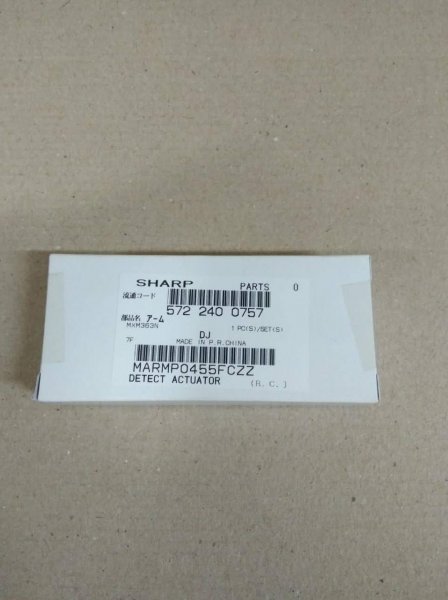 SHARP PARTS 0
流通コード
572 240 0757
部品名 アーム
MXM363N 1 PC(S)/SET(S)
DJ
7F MADE IN P.R.CHINA
MARMP0455FCZZ
DETECT ACTUATOR (R.C.)